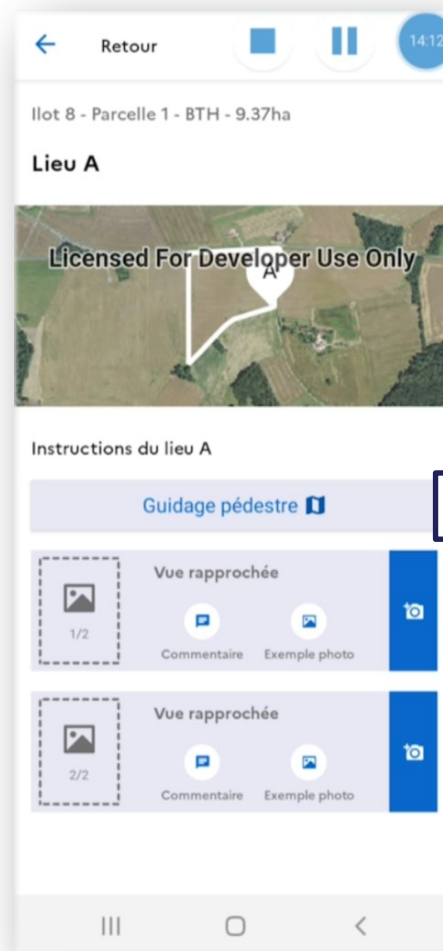 Retour
14:12
Ilot 8 - Parcelle 1 - BTH - 9.37ha
Lieu A
Licensed For Developer Use Only
A
Instructions du lieu A
Guidage pédestre
Vue rapprochée
1/2
Commentaire
Exemple photo
Vue rapprochée
2/2
Commentaire
Exemple photo